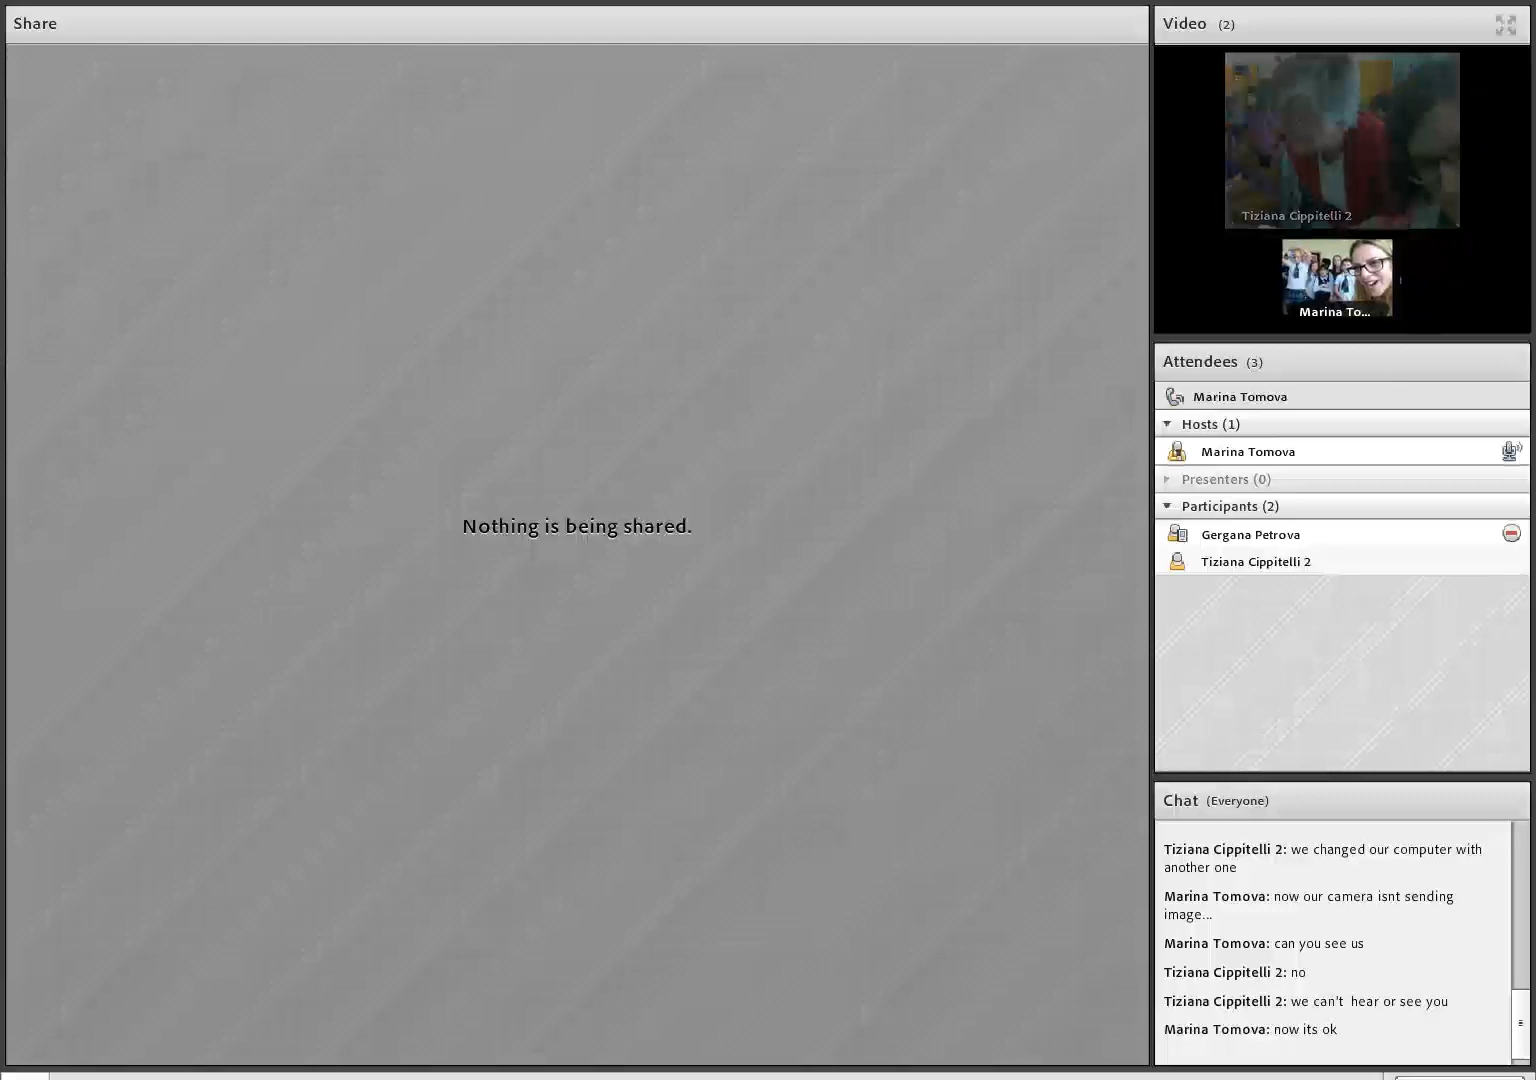 Share
Nothing is being shared.
Video (2)
Tiziana Cippitelli 2
Marina To...
Attendees (3)
Marina Tomova
Hosts (1)
Marina Tomova
Presenters (0)
Participants (2)
Gergana Petrova
Tiziana Cippitelli 2
Chat (Everyone)
Tiziana Cippitelli 2: we changed our computer with
another one
Marina Tomova: now our camera isnt sending
image...
Marina Tomova: can you see us
Tiziana Cippitelli 2: no
Tiziana Cippitelli 2: we can't hear or see you
Marina Tomova: now its ok